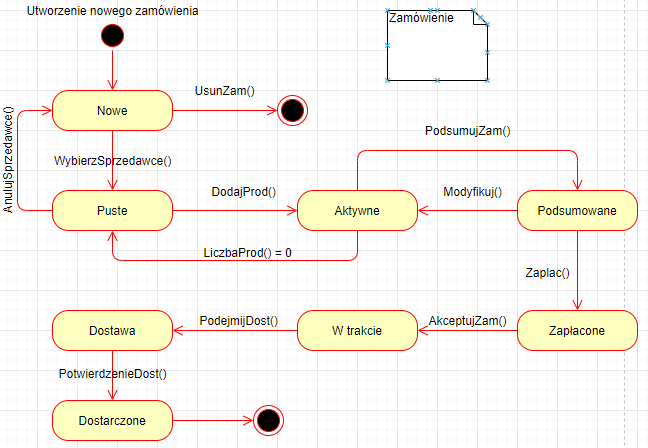 Utworzenie nowego zamówienia
Zamówienie
UsunZam()
Nowe
AnulujSprzedawce()
PodsumujZam()
WybierzSprzedawce()
DodajProd()
Modyfikuj()
Puste
Aktywne
Podsumowane
LiczbaProd() = 0
Zaplac()
PodejmijDost()
AkceptujZam()
Dostawa
W trakcie
Zapłacone
PotwierdzenieDost()
Dostarczone